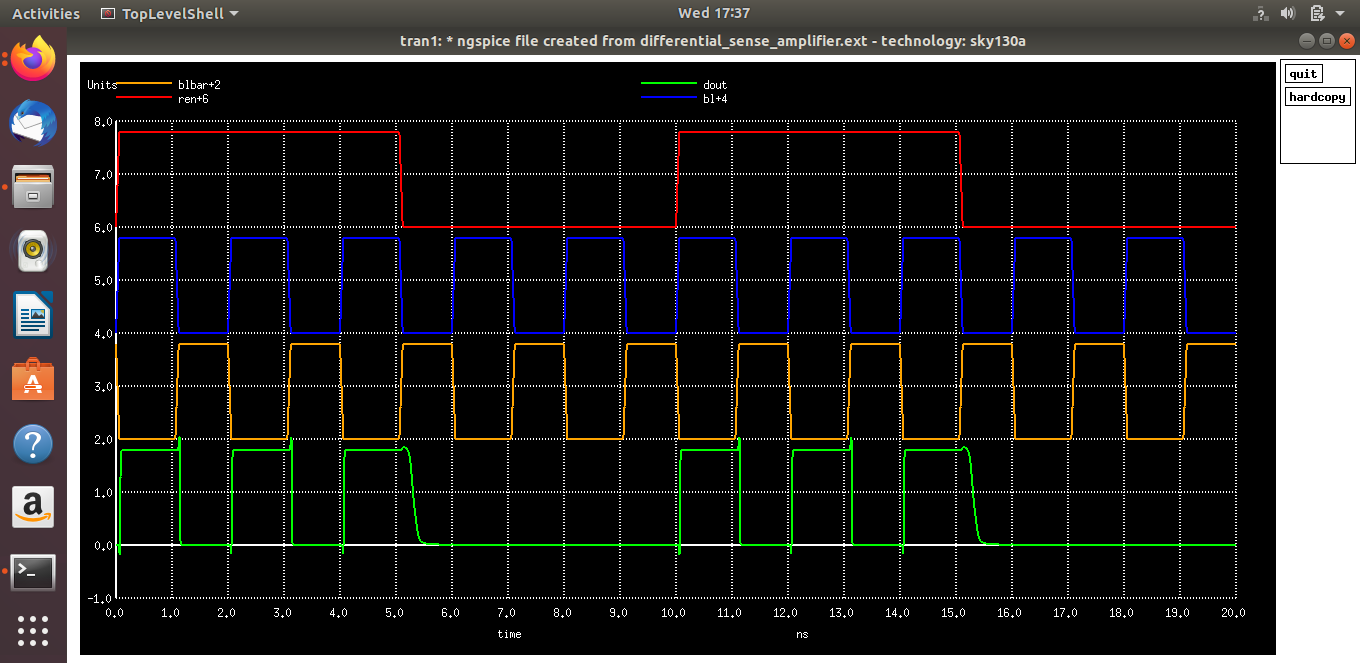 Activities TopLevelShell Wed 17:37
tran1: * ngspice file created from differential_sense_amplifier.ext - technology: sky130a
quit
hardcopy
Units blbar+2 dout
ren+6 bl+4
8.0
7.0
6.0
5.0
4.0
3.0
2.0
1.0
0.0
-1.0
0.0 1.0 2.0 3.0 4.0 5.0 6.0 7.0 8.0 9.0 10.0 11.0 12.0 13.0 14.0 15.0 16.0 17.0 18.0 19.0 20.0
time ns